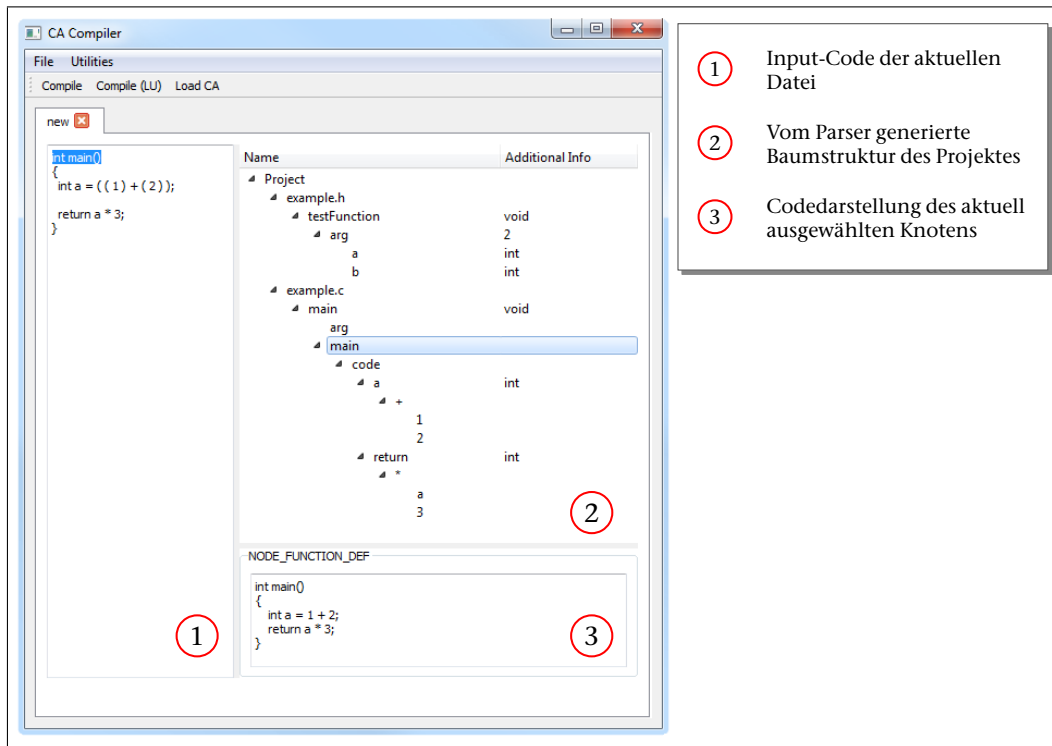 CA Compiler
File Utilities
Compile Compile (LU) Load CA
new
int main()
{
int a = ( ( 1 ) + ( 2 ) );
return a * 3;
}
1
Name Additional Info
Project
example.h
testFunction void
arg 2
a int
b int
example.c
main void
arg
main
code
a int
+
1
2
return int
*
a
3
2
NODE_FUNCTION_DEF
int main()
{
int a = 1 + 2;
return a * 3;
}
3
1 Input-Code der aktuellen
Datei
2 Vom Parser generierte
Baumstruktur des Projektes
3 Codedarstellung des aktuell
ausgewählten Knotens